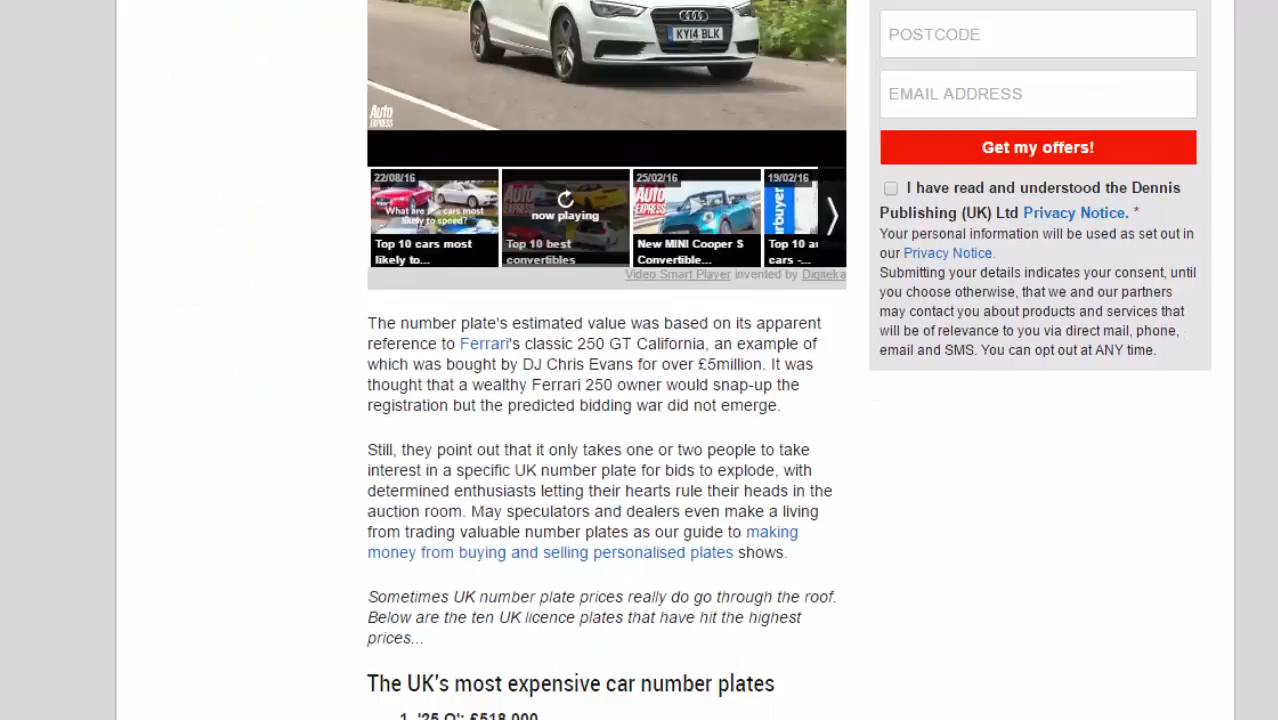 KY14 BLK
Auto
EXPRESS
22/08/16
What are the cars most
likely to speed?
Top 10 cars most
likely to...
AUTO
EXPRESS
now playing
Top 10 best
convertibles
25/02/16
AUTO
EXPRESS
New MINI Cooper S
Convertible...
19/02/16
arbuyer
Top 10 au
cars -...
Video Smart Player invented by Digiteka
The number plate's estimated value was based on its apparent
reference to Ferrari's classic 250 GT California, an example of
which was bought by DJ Chris Evans for over £5million. It was
thought that a wealthy Ferrari 250 owner would snap-up the
registration but the predicted bidding war did not emerge.
Still, they point out that it only takes one or two people to take
interest in a specific UK number plate for bids to explode, with
determined enthusiasts letting their hearts rule their heads in the
auction room. May speculators and dealers even make a living
from trading valuable number plates as our guide to making
money from buying and selling personalised plates shows.
Sometimes UK number plate prices really do go through the roof.
Below are the ten UK licence plates that have hit the highest
prices...
The UK's most expensive car number plates
1. '25 O': £518,000
POSTCODE
EMAIL ADDRESS
Get my offers!
I have read and understood the Dennis
Publishing (UK) Ltd Privacy Notice. *
Your personal information will be used as set out in
our Privacy Notice.
Submitting your details indicates your consent, until
you choose otherwise, that we and our partners
may contact you about products and services that
will be of relevance to you via direct mail, phone,
email and SMS. You can opt out at ANY time.